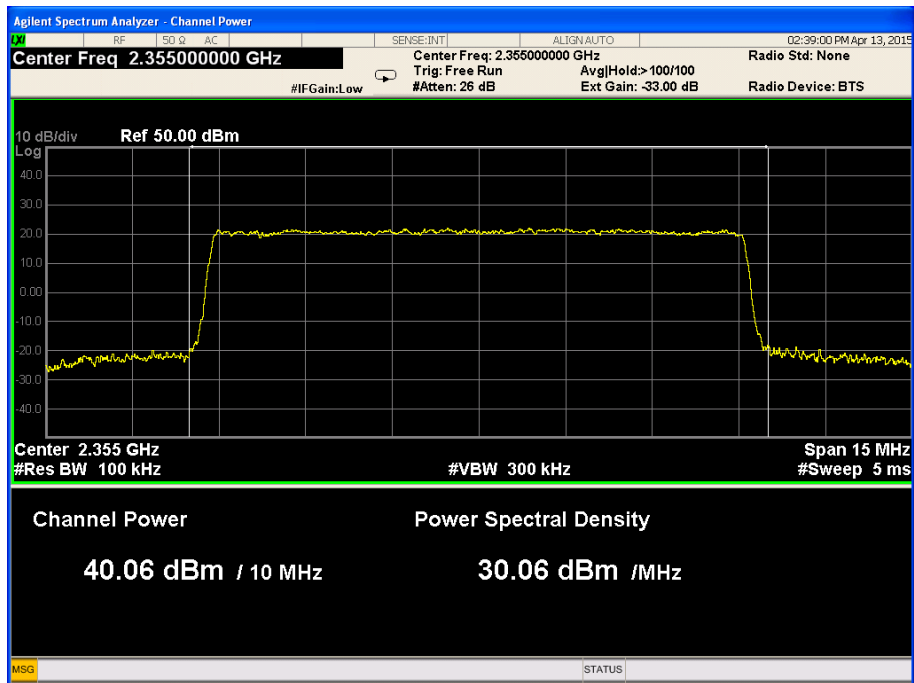 Agilent Spectrum Analyzer - Channel Power
LXI RF 50 Ω AC SENSE:INT ALIGN AUTO 02:39:00 PM Apr 13, 2015
Center Freq 2.355000000 GHz
Center Freq: 2.355000000 GHz
Radio Std: None
Trig: Free Run Avg|Hold:>100/100
#IFGain:Low #Atten: 26 dB Ext Gain: -33.00 dB Radio Device: BTS
10 dB/div Ref 50.00 dBm
Log
40.0
30.0
20.0
10.0
0.00
-10.0
-20.0
-30.0
-40.0
Center 2.355 GHz Span 15 MHz
#Res BW 100 kHz #VBW 300 kHz #Sweep 5 ms
Channel Power Power Spectral Density
40.06 dBm / 10 MHz 30.06 dBm /MHz
MSG STATUS